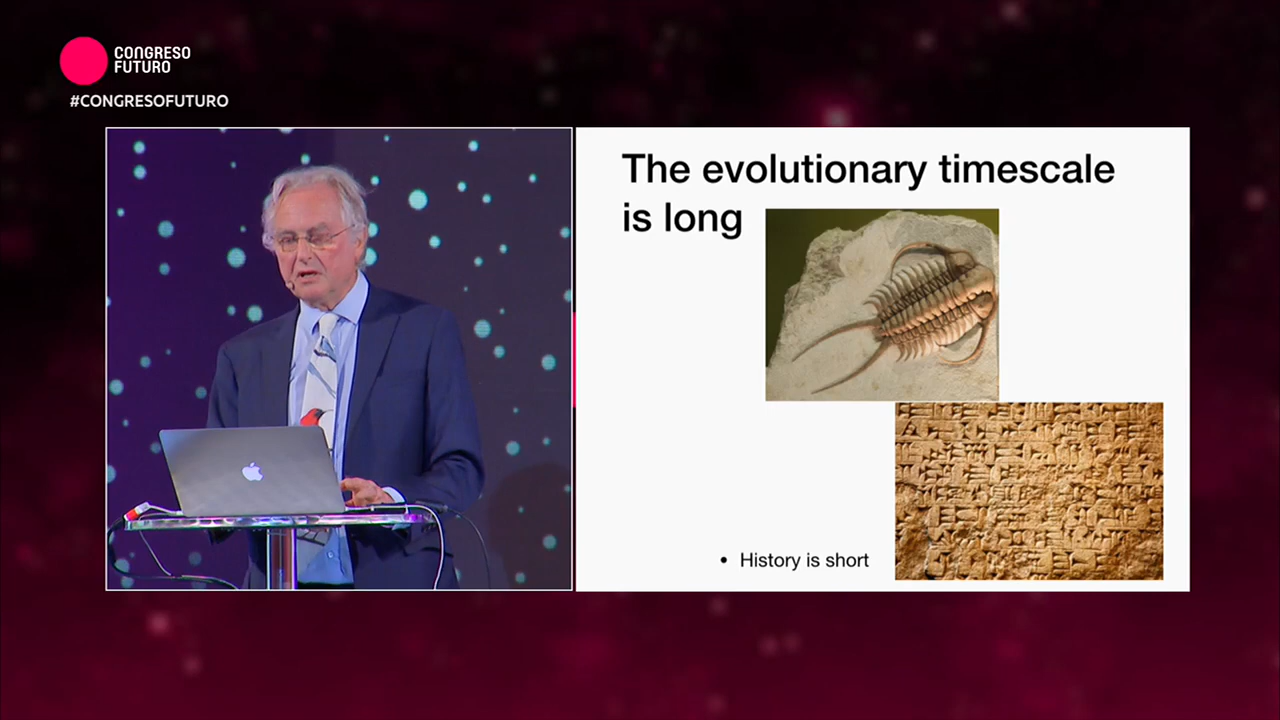 CONGRESO
FUTURO
#CONGRESOFUTURO
The evolutionary timescale
is long
• History is short